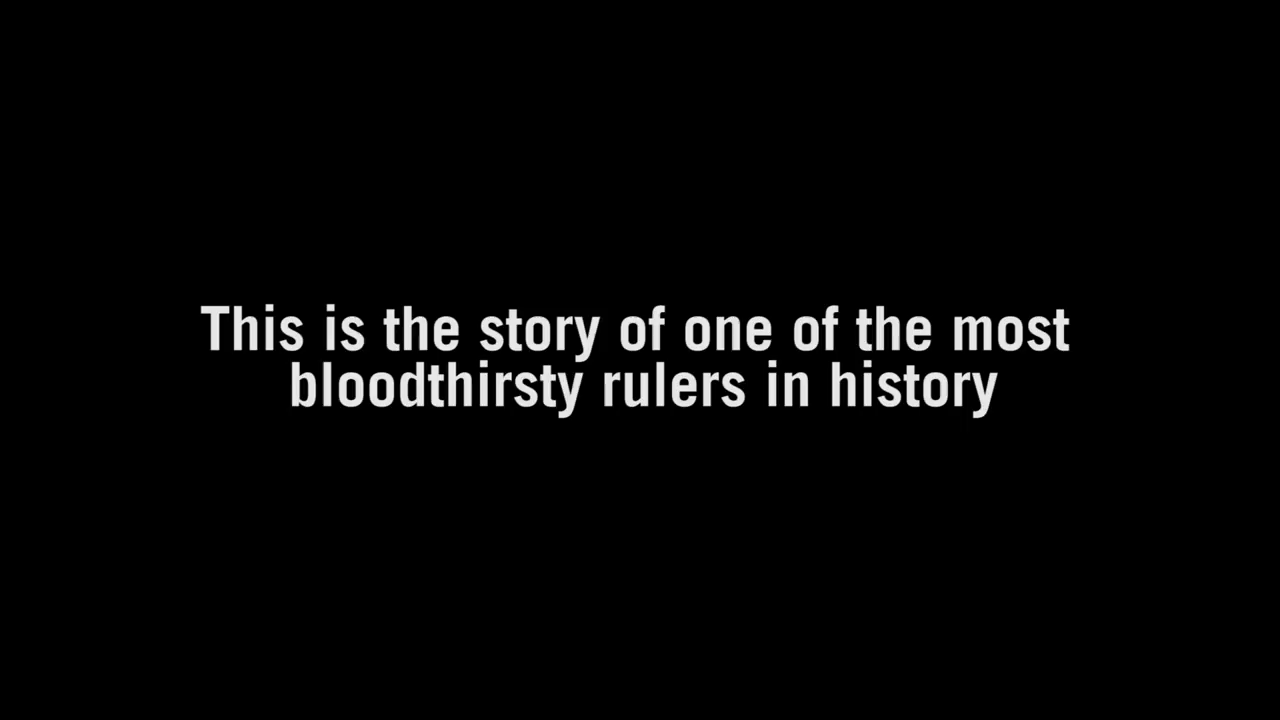 This is the story of one of the most
bloodthirsty rulers in history